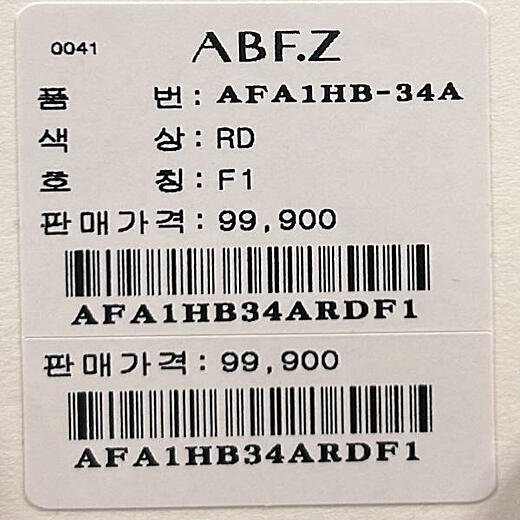 0041 ABF.Z
품 번 : AFA1HB-34A
색 상 : RD
호 칭 : F1
판매가격 : 99,900
AFA1HB34ARDF1
판매가격 : 99,900
AFA1HB34ARDF1